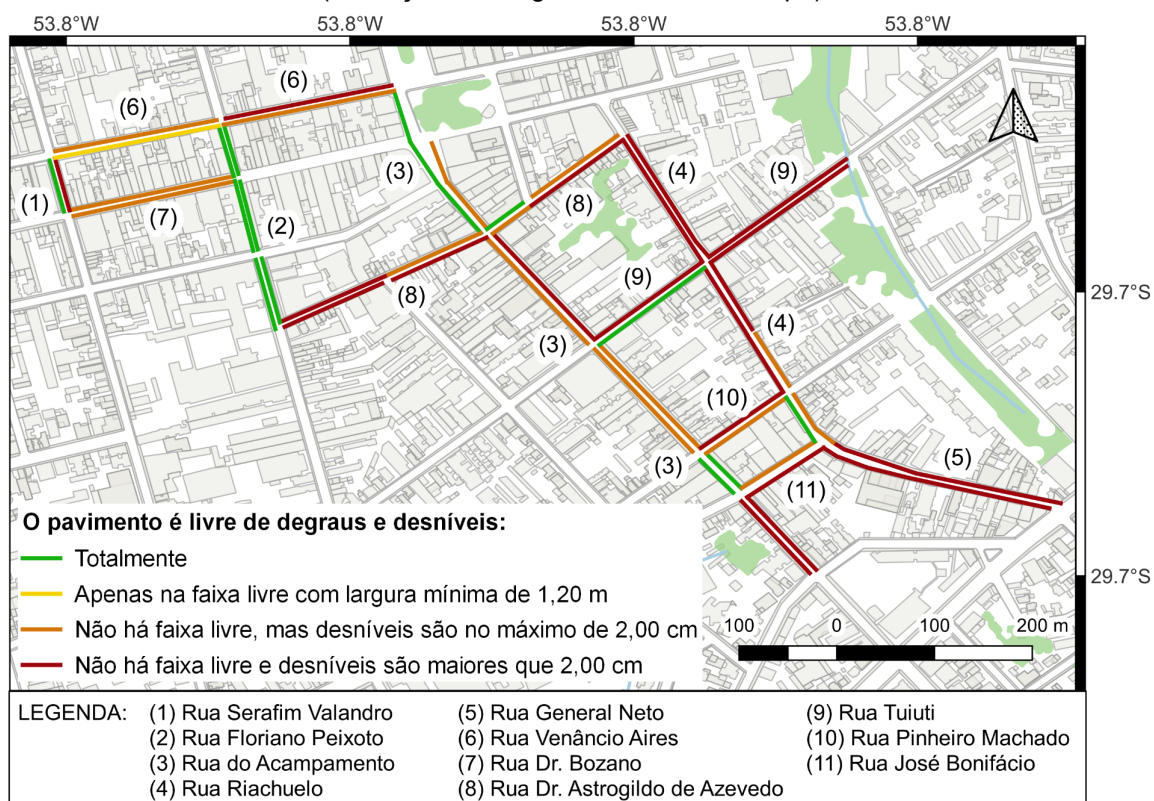 53.8°W 53.8°W 53.8°W 53.8°W
(6)
(6)
(3)
(4)
(9)
(1)
(8)
(7)
(2)
(9)
(8)
29.7°S
(4)
(3)
(10)
(3)
(5)
(11)
O pavimento é livre de degraus e desníveis:
Totalmente
Apenas na faixa livre com largura mínima de 1,20 m
Não há faixa livre, mas desníveis são no máximo de 2,00 cm
Não há faixa livre e desníveis são maiores que 2,00 cm
29.7°S
100 0 100 200 m
LEGENDA: (1) Rua Serafim Valandro (5) Rua General Neto (9) Rua Tuiuti
(2) Rua Floriano Peixoto (6) Rua Venâncio Aires (10) Rua Pinheiro Machado
(3) Rua do Acampamento (7) Rua Dr. Bozano (11) Rua José Bonifácio
(4) Rua Riachuelo (8) Rua Dr. Astrogildo de Azevedo